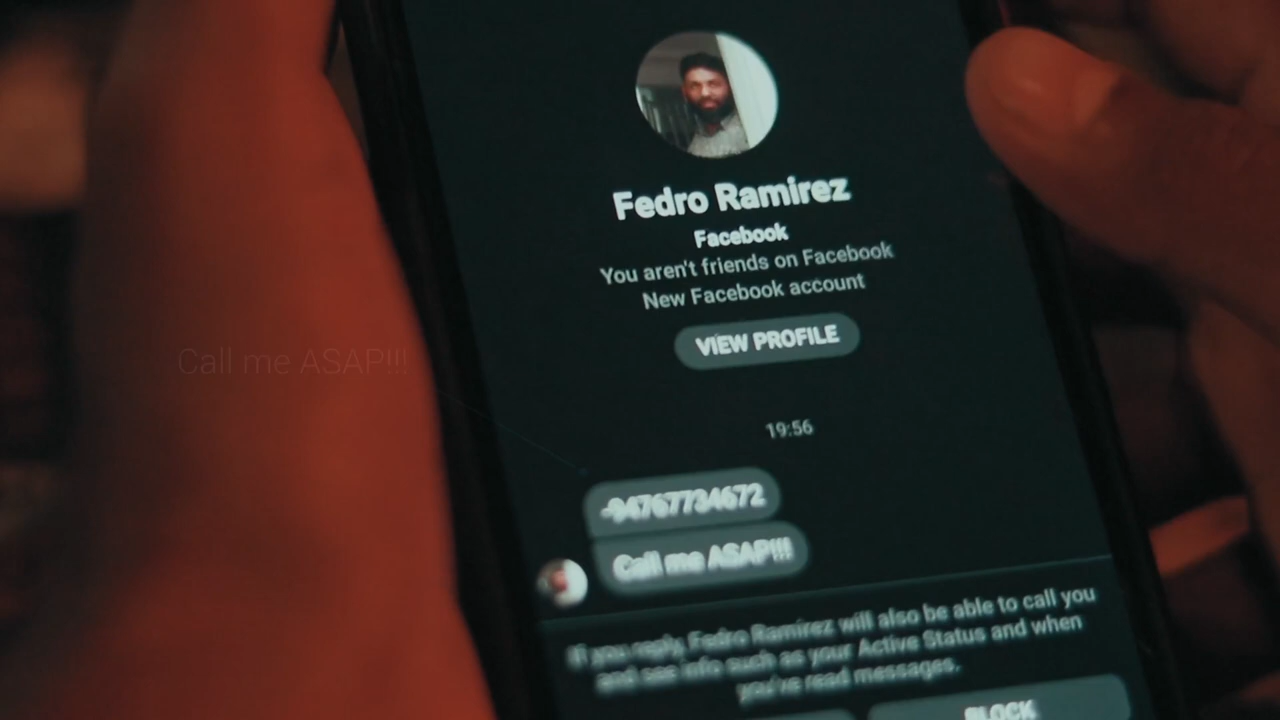 Fedro Ramirez
Facebook
You aren't friends on Facebook
New Facebook account
VIEW PROFILE
19:56
-94767734672
Call me ASAP!!!
Call me ASAP!!!
If you reply, Fedro Ramirez will also be able to call you
and see info such as your Active Status and when
you've read messages.
BLOCK